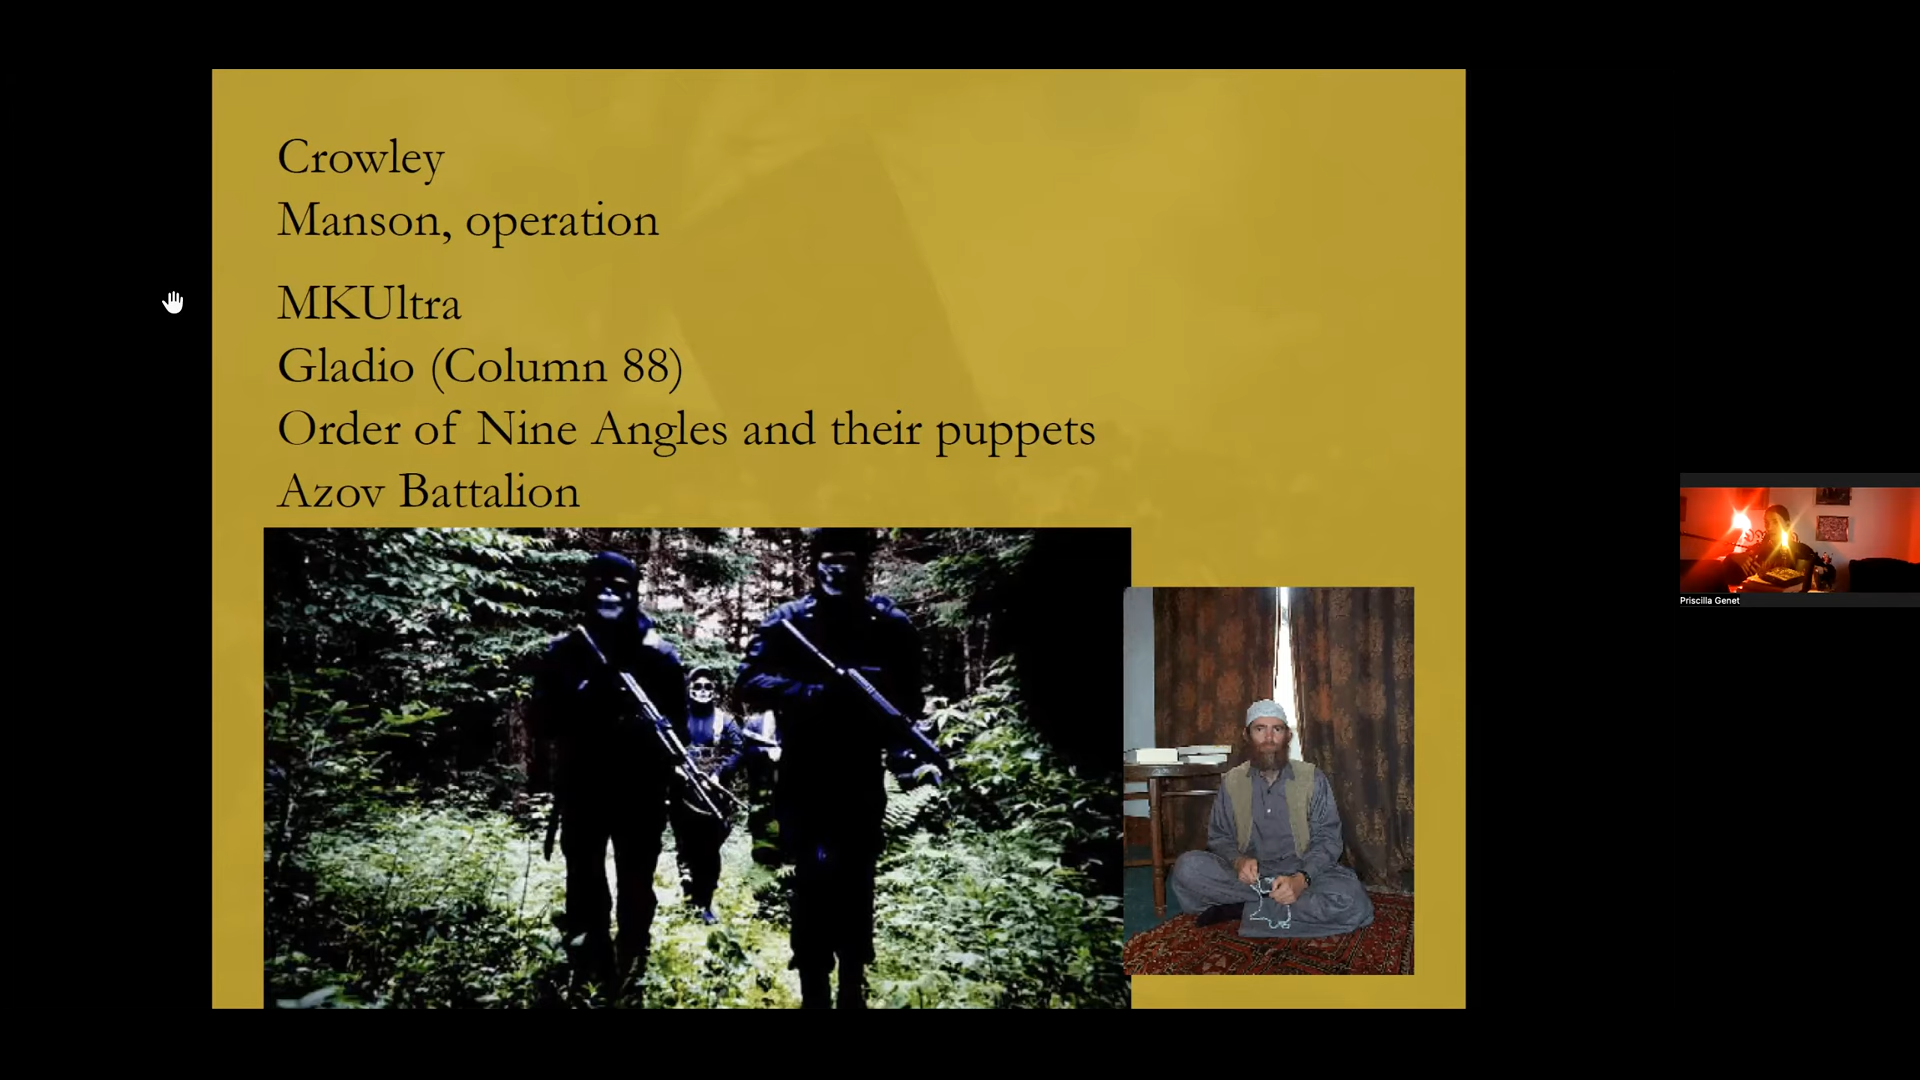 Crowley
Manson, operation
MKUltra
Gladio (Column 88)
Order of Nine Angles and their puppets
Azov Battalion
Priscilla Genet